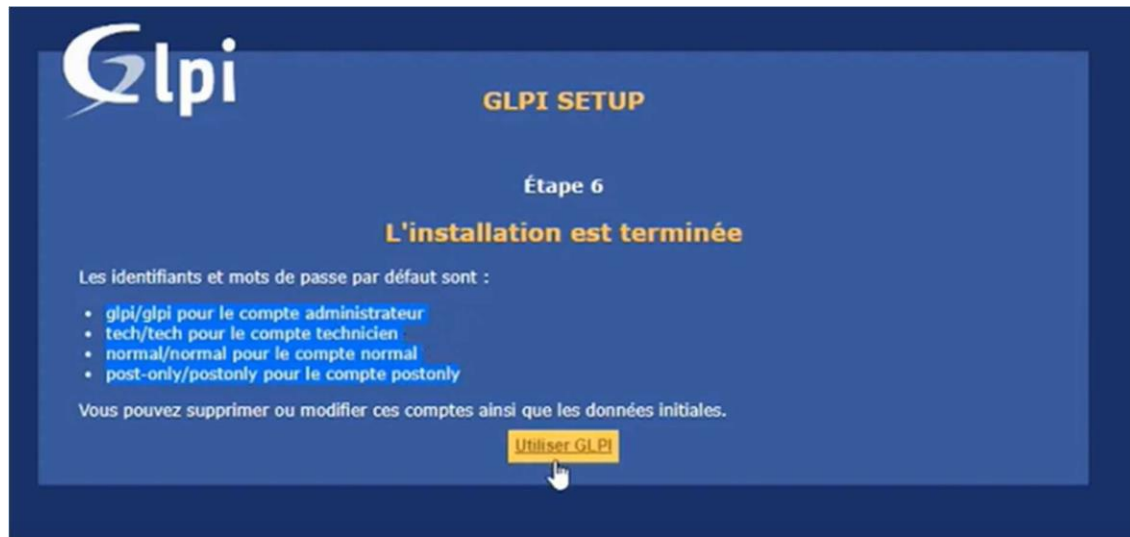 Glpi
GLPI SETUP
Étape 6
L'installation est terminée
Les identifiants et mots de passe par défaut sont :
• glpi/glpi pour le compte administrateur
• tech/tech pour le compte technicien
• normal/normal pour le compte normal
• post-only/postonly pour le compte postonly
Vous pouvez supprimer ou modifier ces comptes ainsi que les données initiales.
Utiliser GLPI